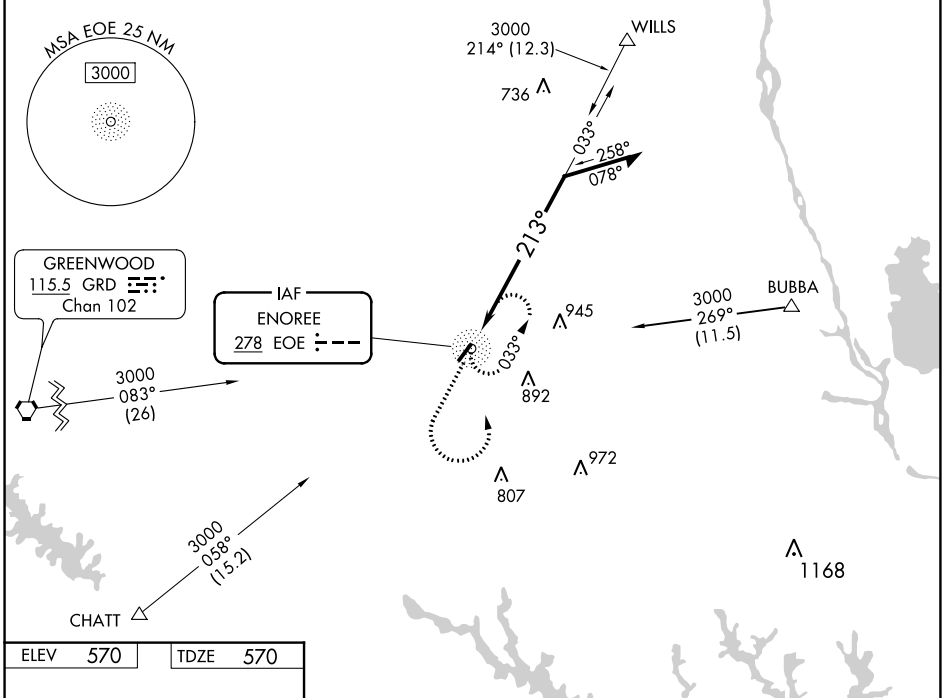 MSA EOE 25 NM
3000
3000
214° (12.3)
WILLS
736
033°
258°
078°
213°
GREENWOOD
115.5 GRD
Chan 102
IAF
ENOREE
278 EOE
945
3000
269°
(11.5)
BUBBA
033°
3000
083°
(26)
892
972
807
3000
058°
(15.2)
1168
CHATT
ELEV 570 TDZE 570